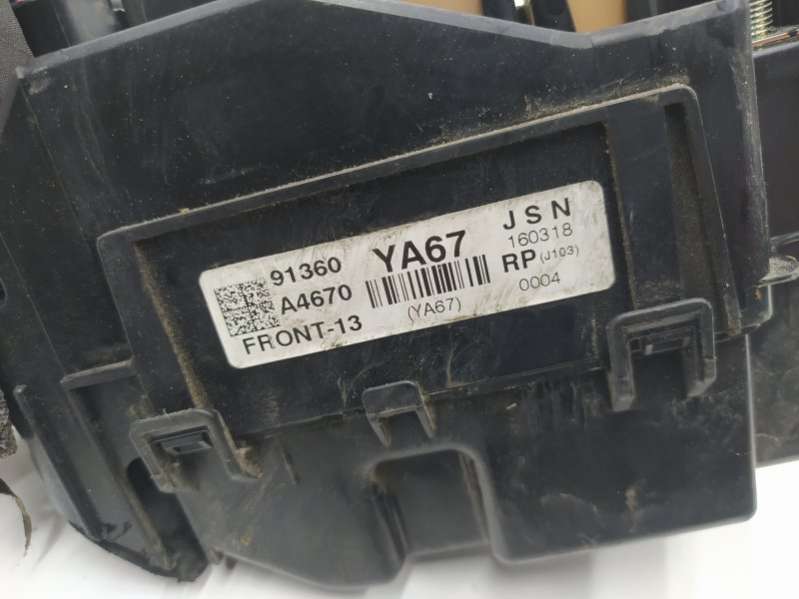 91360
A4670
FRONT-13
YA67
(YA67)
JSN
160318
RP (J103)
0004